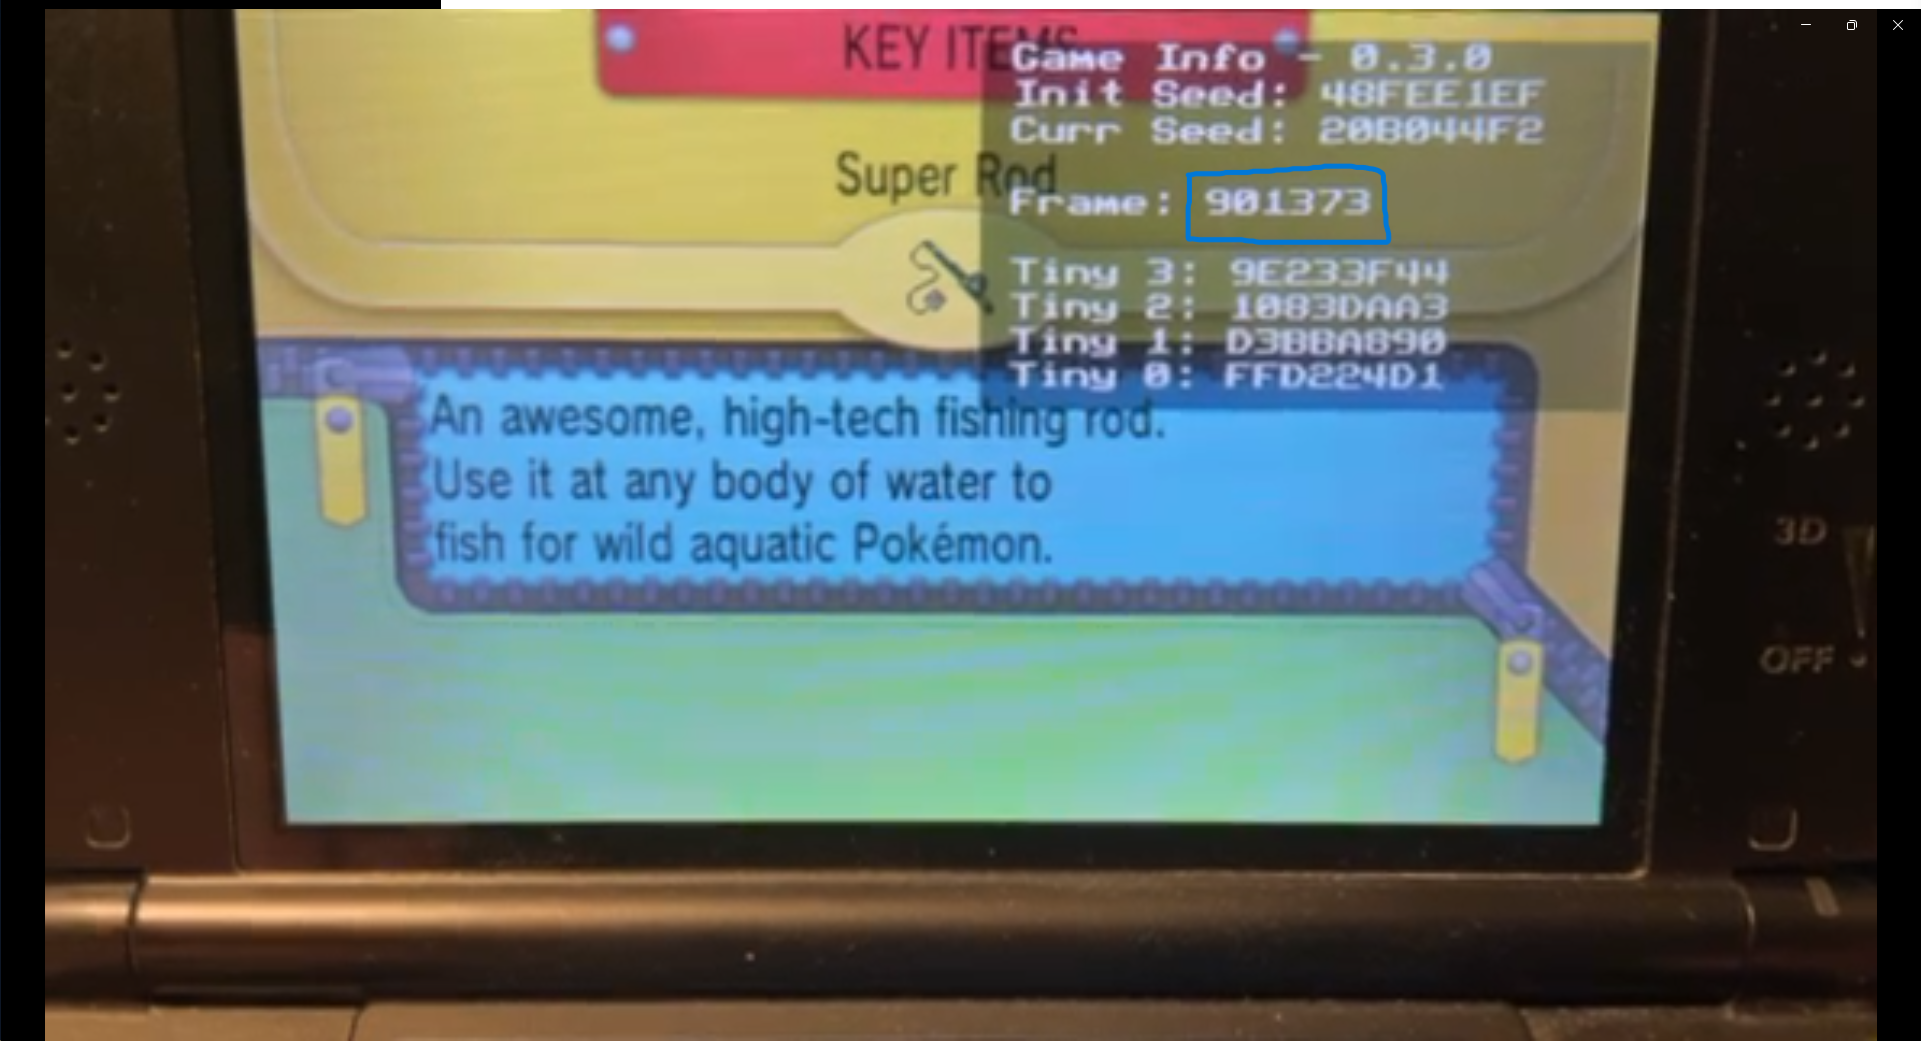 KEY ITEMS
Game Info - 0.3.0
Init Seed: 48FEE1EF
Curr Seed: 20B044F2
Super Rod
Frame: 901373
Tiny 3: 9E233F44
Tiny 2: 1083DAA3
Tiny 1: D3BBA890
Tiny 0: FFD224D1
An awesome, high-tech fishing rod.
Use it at any body of water to
fish for wild aquatic Pokémon.
3D
OFF